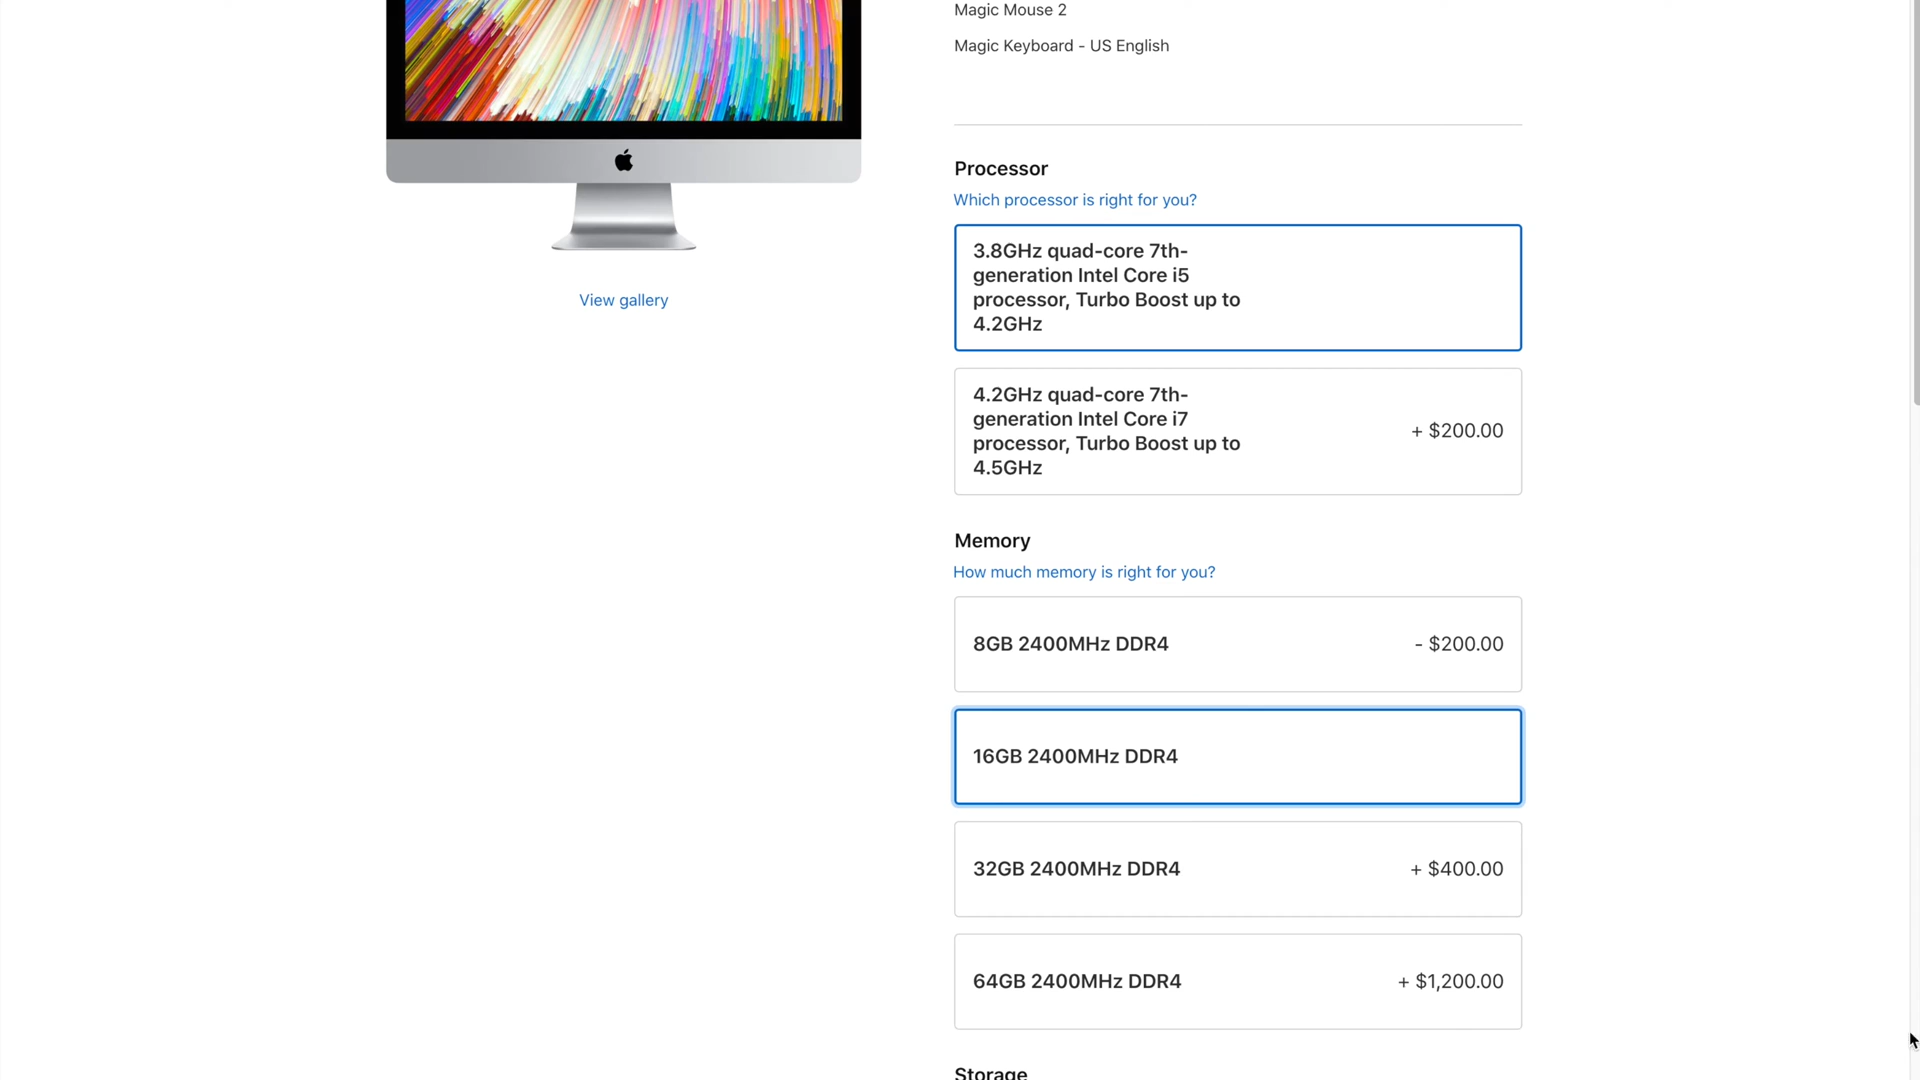 Magic Mouse 2
Magic Keyboard - US English
View gallery
Processor
Which processor is right for you?
3.8GHz quad-core 7th-
generation Intel Core i5
processor, Turbo Boost up to
4.2GHz
4.2GHz quad-core 7th-
generation Intel Core i7
processor, Turbo Boost up to
4.5GHz
+ $200.00
Memory
How much memory is right for you?
8GB 2400MHz DDR4
- $200.00
16GB 2400MHz DDR4
32GB 2400MHz DDR4
+ $400.00
64GB 2400MHz DDR4
+ $1,200.00
Storage